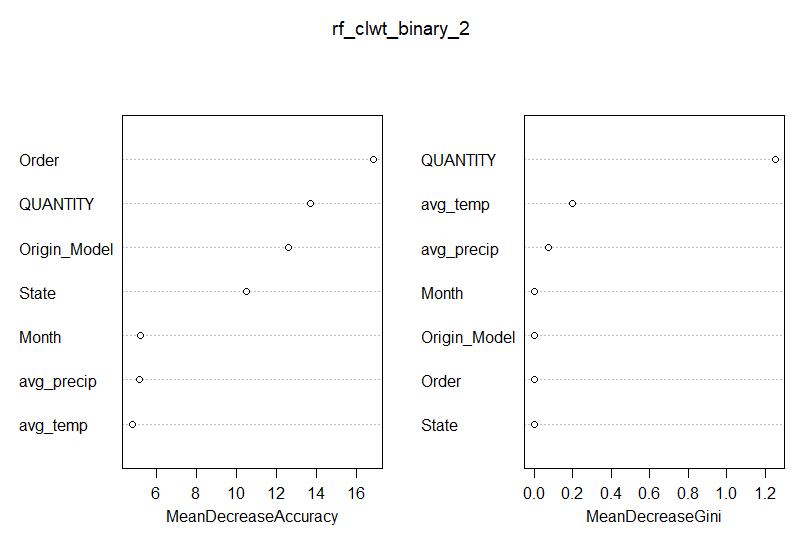 rf_clwt_binary_2
Order
QUANTITY
Origin_Model
State
Month
avg_precip
avg_temp
6 8 10 12 14 16
MeanDecreaseAccuracy
QUANTITY
avg_temp
avg_precip
Month
Origin_Model
Order
State
0.0 0.2 0.4 0.6 0.8 1.0 1.2
MeanDecreaseGini